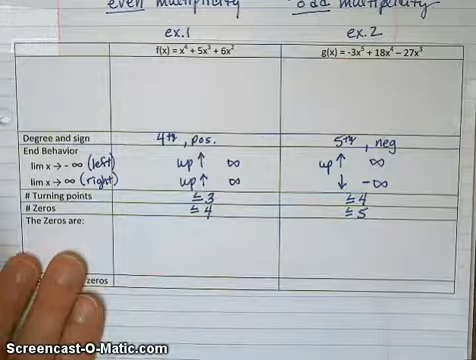 even multiplicity odd multiplicity
ex.1 ex.2
f(x) = x⁴ + 5x³ + 6x² g(x) = -3x⁵ + 18x⁴ – 27x³
Degree and sign 4th, pos. 5th, neg
End Behavior
lim x → - ∞ (left) up ↑ ∞ up ↑ ∞
lim x → ∞ (right) up ↑ ∞ ↓ -∞
# Turning points ≤ 3 ≤ 4
# Zeros ≤ 4 ≤ 5
The Zeros are:
zeros
Screencast-O-Matic.com